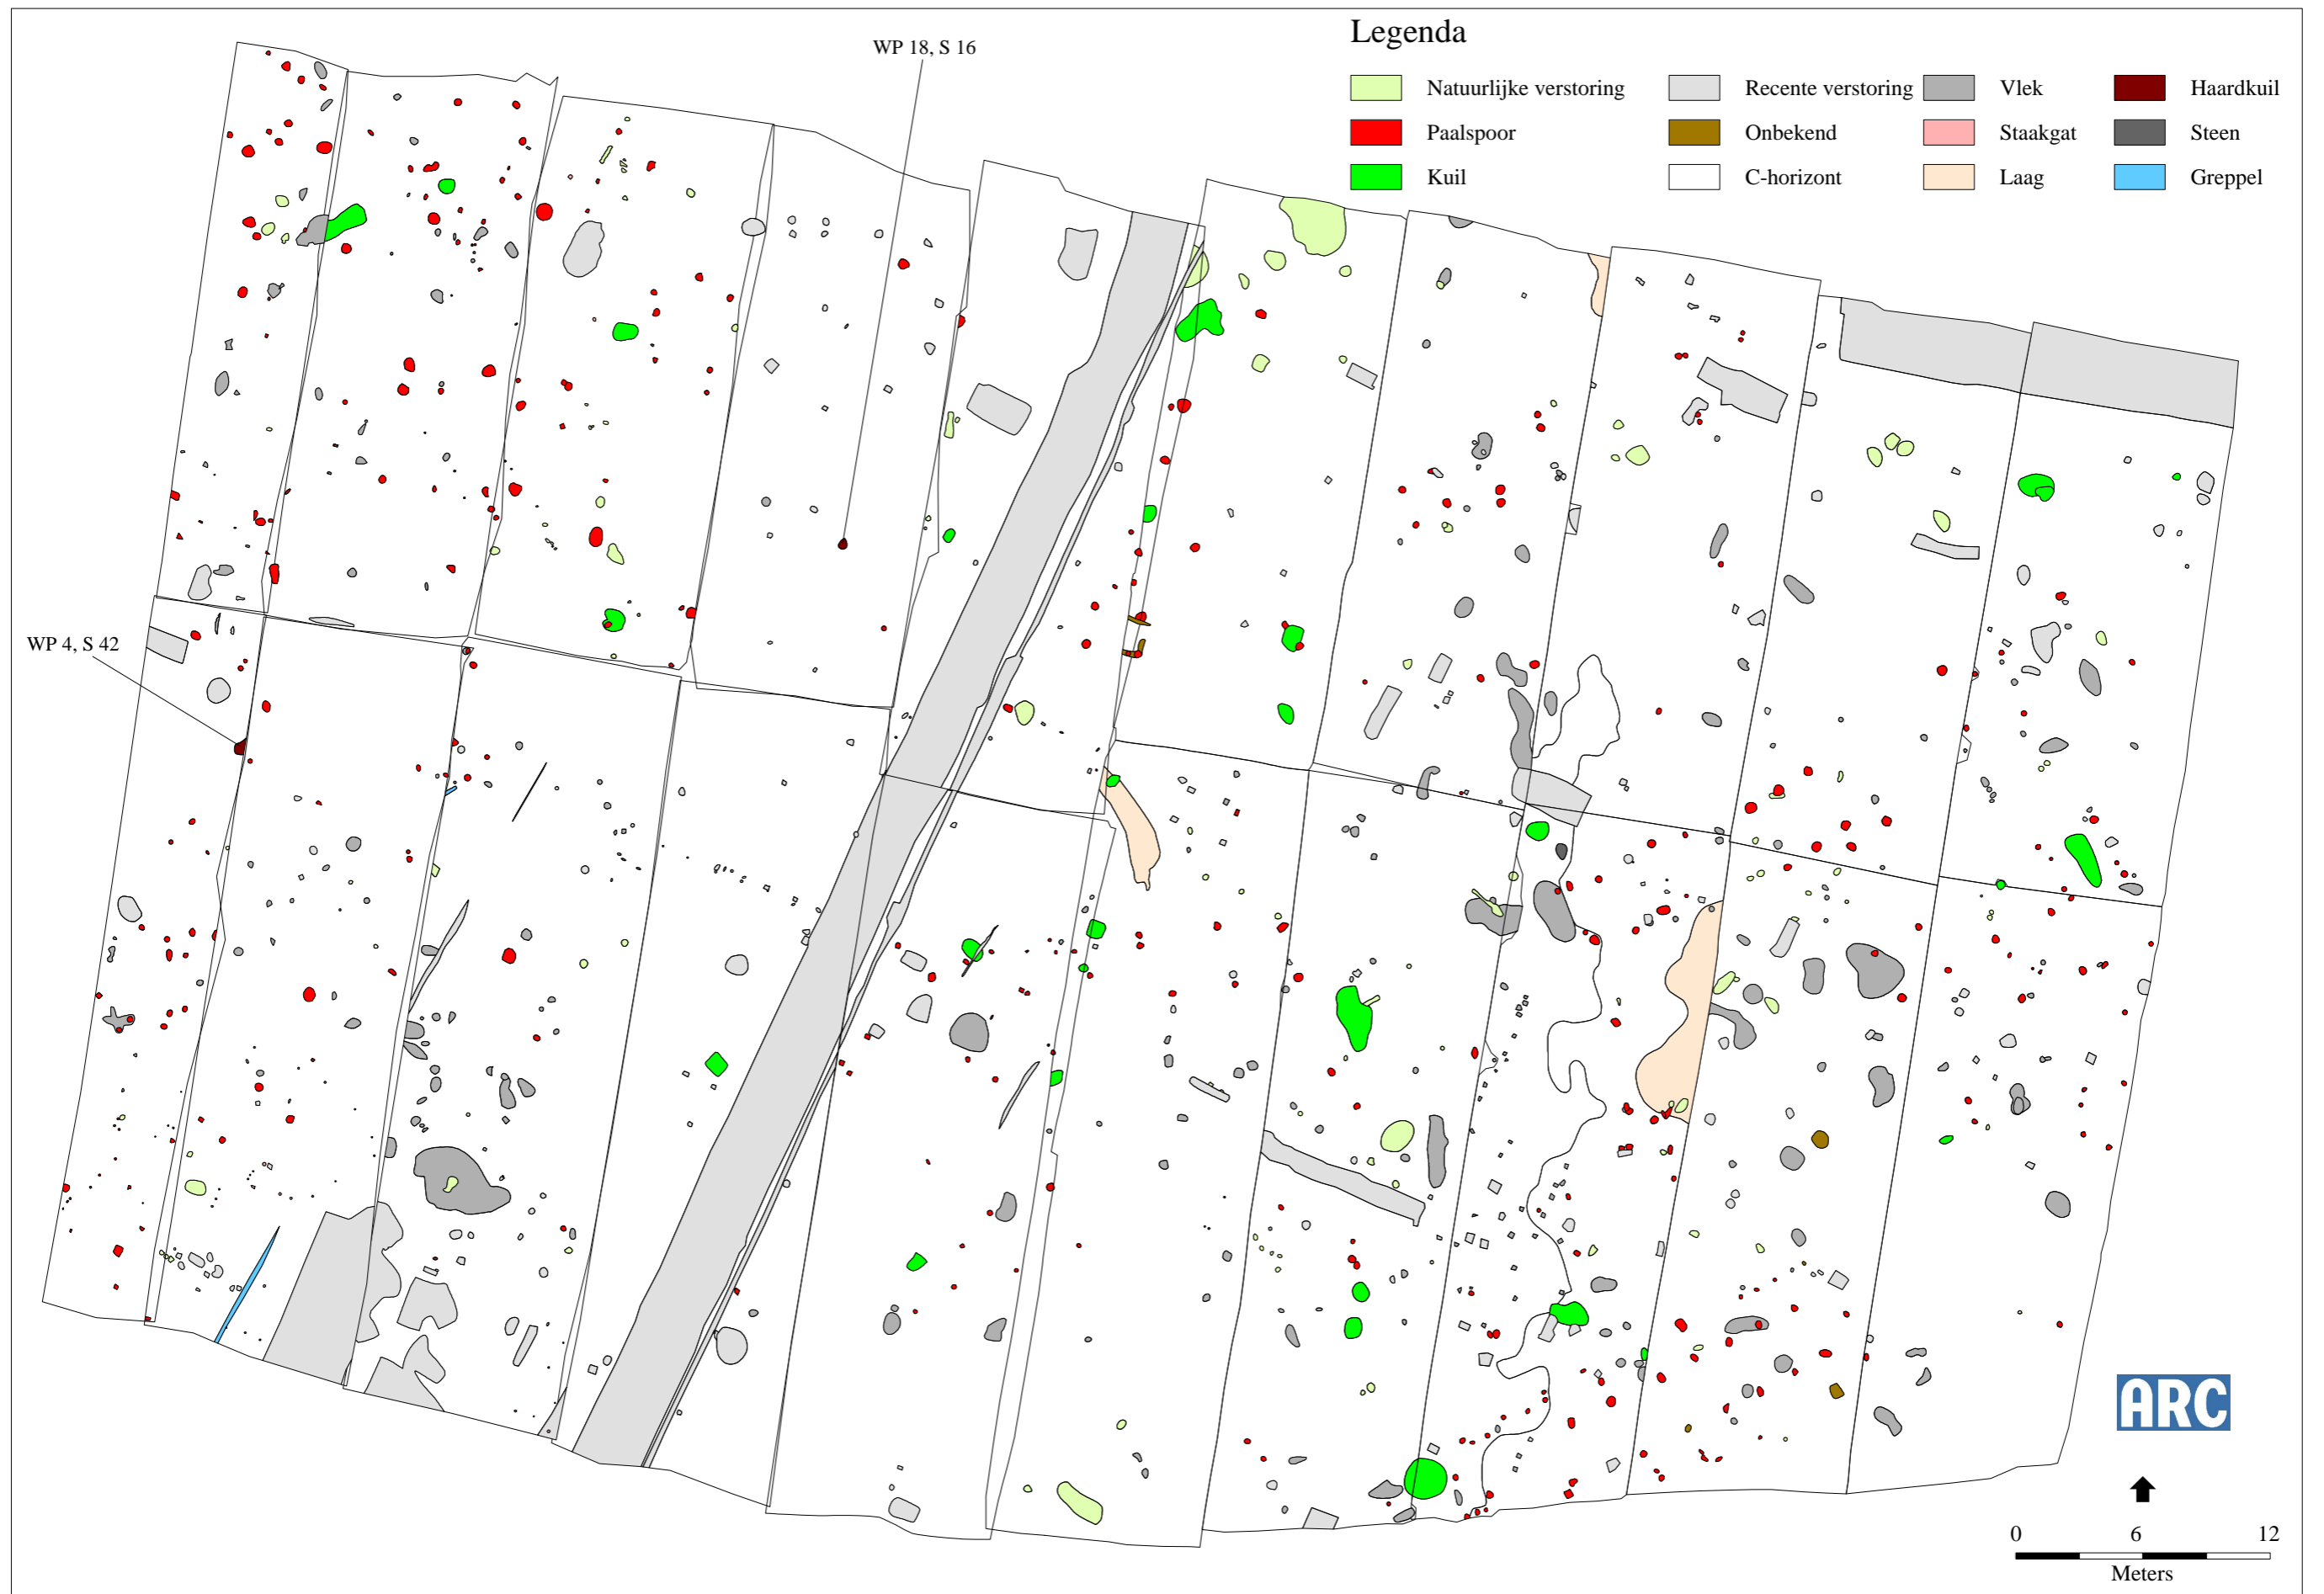 WP 18, S 16
Legenda
Natuurlijke verstoring
Recente verstoring
Vlek
Haardkuil
Paalspoor
Onbekend
Staakgat
Steen
Kuil
C-horizont
Laag
Greppel
WP 4, S 42
ARC
0 6 12
Meters